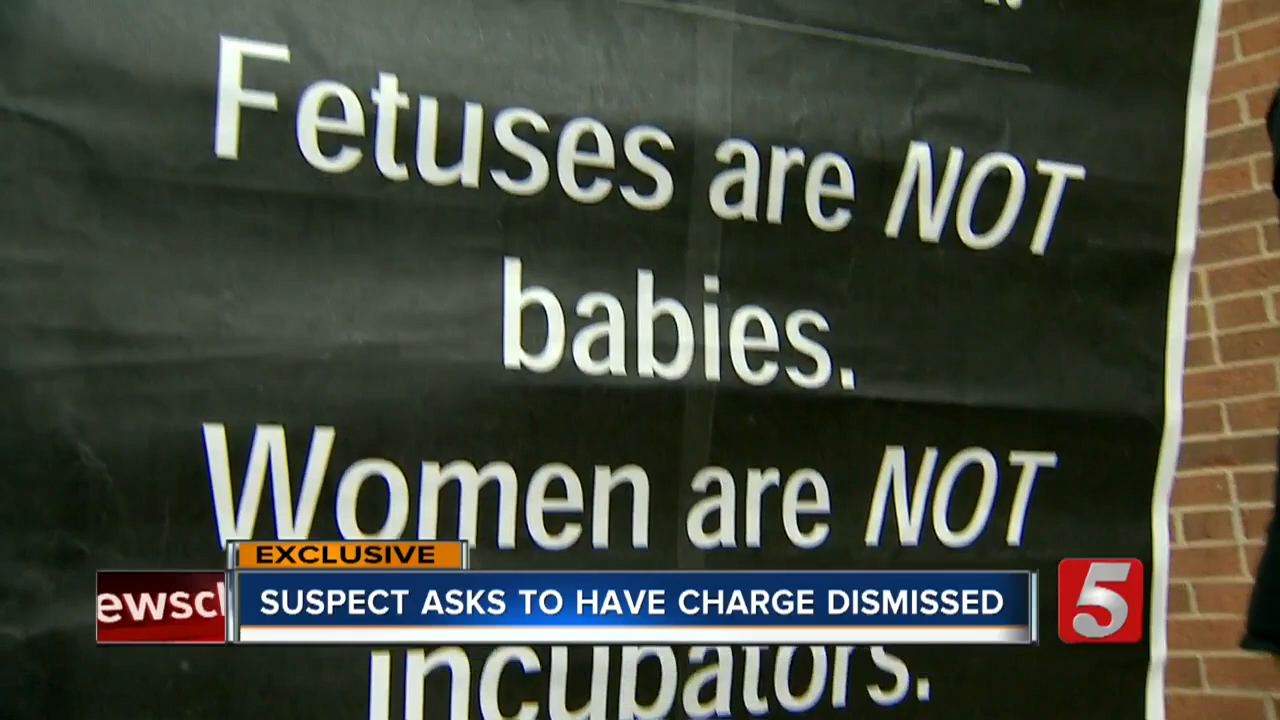 Fetuses are NOT
babies.
Women are NOT
EXCLUSIVE
ewscl
SUSPECT ASKS TO HAVE CHARGE DISMISSED
5
incubators.